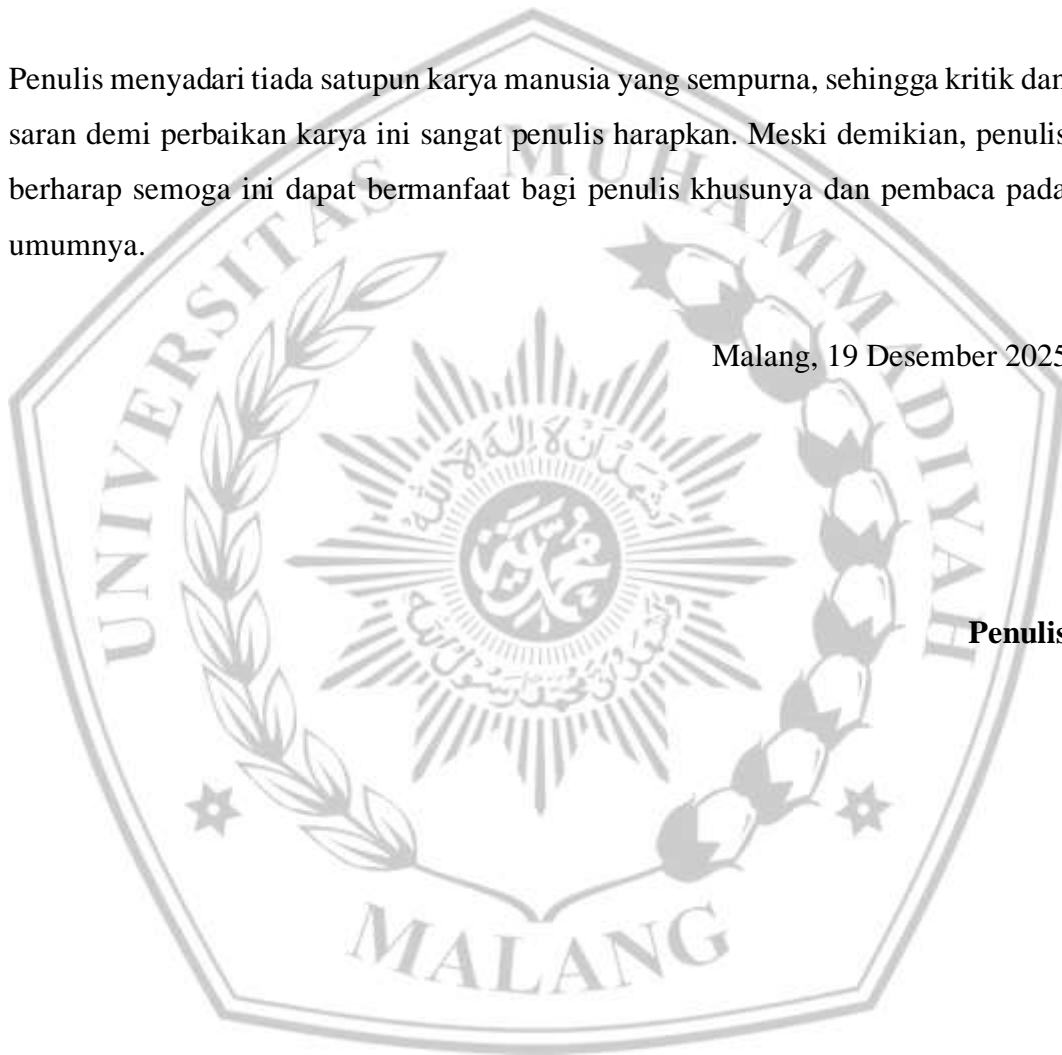 Penulis menyadari tiada satupun karya manusia yang sempurna, sehingga kritik dan
saran demi perbaikan karya ini sangat penulis harapkan. Meski demikian, penulis
berharap semoga ini dapat bermanfaat bagi penulis khusunya dan pembaca pada
umumnya.
Malang, 19 Desember 2025
Penulis
UNIVERSITAS MUHAMMADIYAH
MALANG